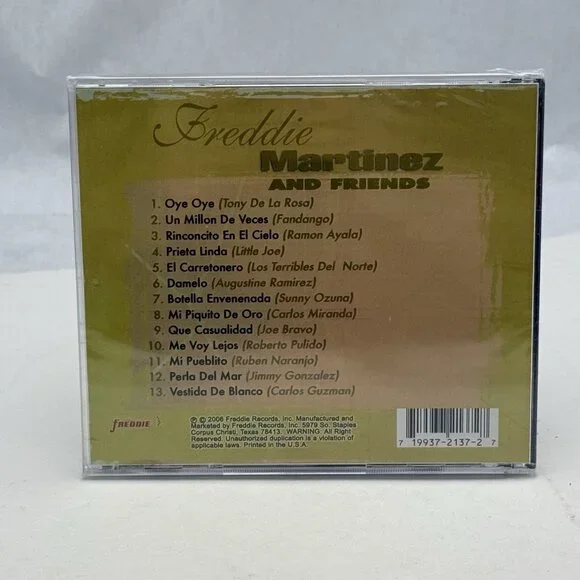 Freddie
Martinez
AND FRIENDS
1. Oye Oye (Tony De La Rosa)
2. Un Millon De Veces (Fandango)
3. Rinconcito En El Cielo (Ramon Ayala)
4. Prieta Linda (Little Joe)
5. El Carretonero (Los Terribles Del Norte)
6. Damelo (Augustine Ramirez)
7. Botella Envenenada (Sunny Ozuna)
8. Mi Piquito De Oro (Carlos Miranda)
9. Que Casualidad (Joe Bravo)
10. Me Voy Lejos (Roberto Pulido)
11. Mi Pueblito (Ruben Naranjo)
12. Perla Del Mar (Jimmy Gonzalez)
13. Vestida De Blanco (Carlos Guzman)
FREDDIE
℗ © 2006 Freddie Records, Inc. Manufactured and
Marketed by Freddie Records, Inc. 5979 So. Staples
Corpus Christi, Texas 78413. WARNING: All Right
Reserved. Unauthorized duplication is a violation of
applicable laws. Printed in the U.S.A.
7 19937-2137-2 7